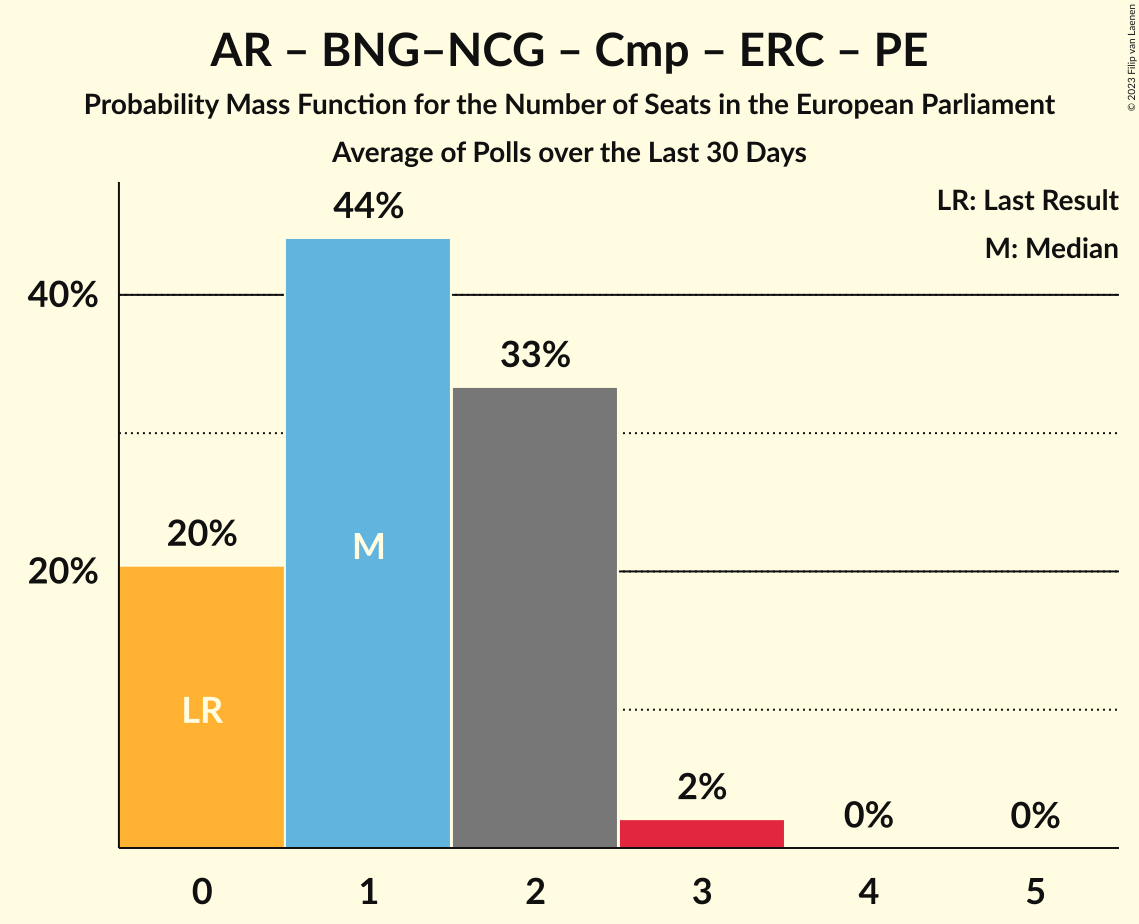 AR – BNG–NCG – Cmp – ERC – PE
Probability Mass Function for the Number of Seats in the European Parliament
Average of Polls over the Last 30 Days
© 2023 Filip van Laenen
LR: Last Result
M: Median
44%
40%
33%
20%
20%
M
LR
2%
0%
0%
0 1 2 3 4 5